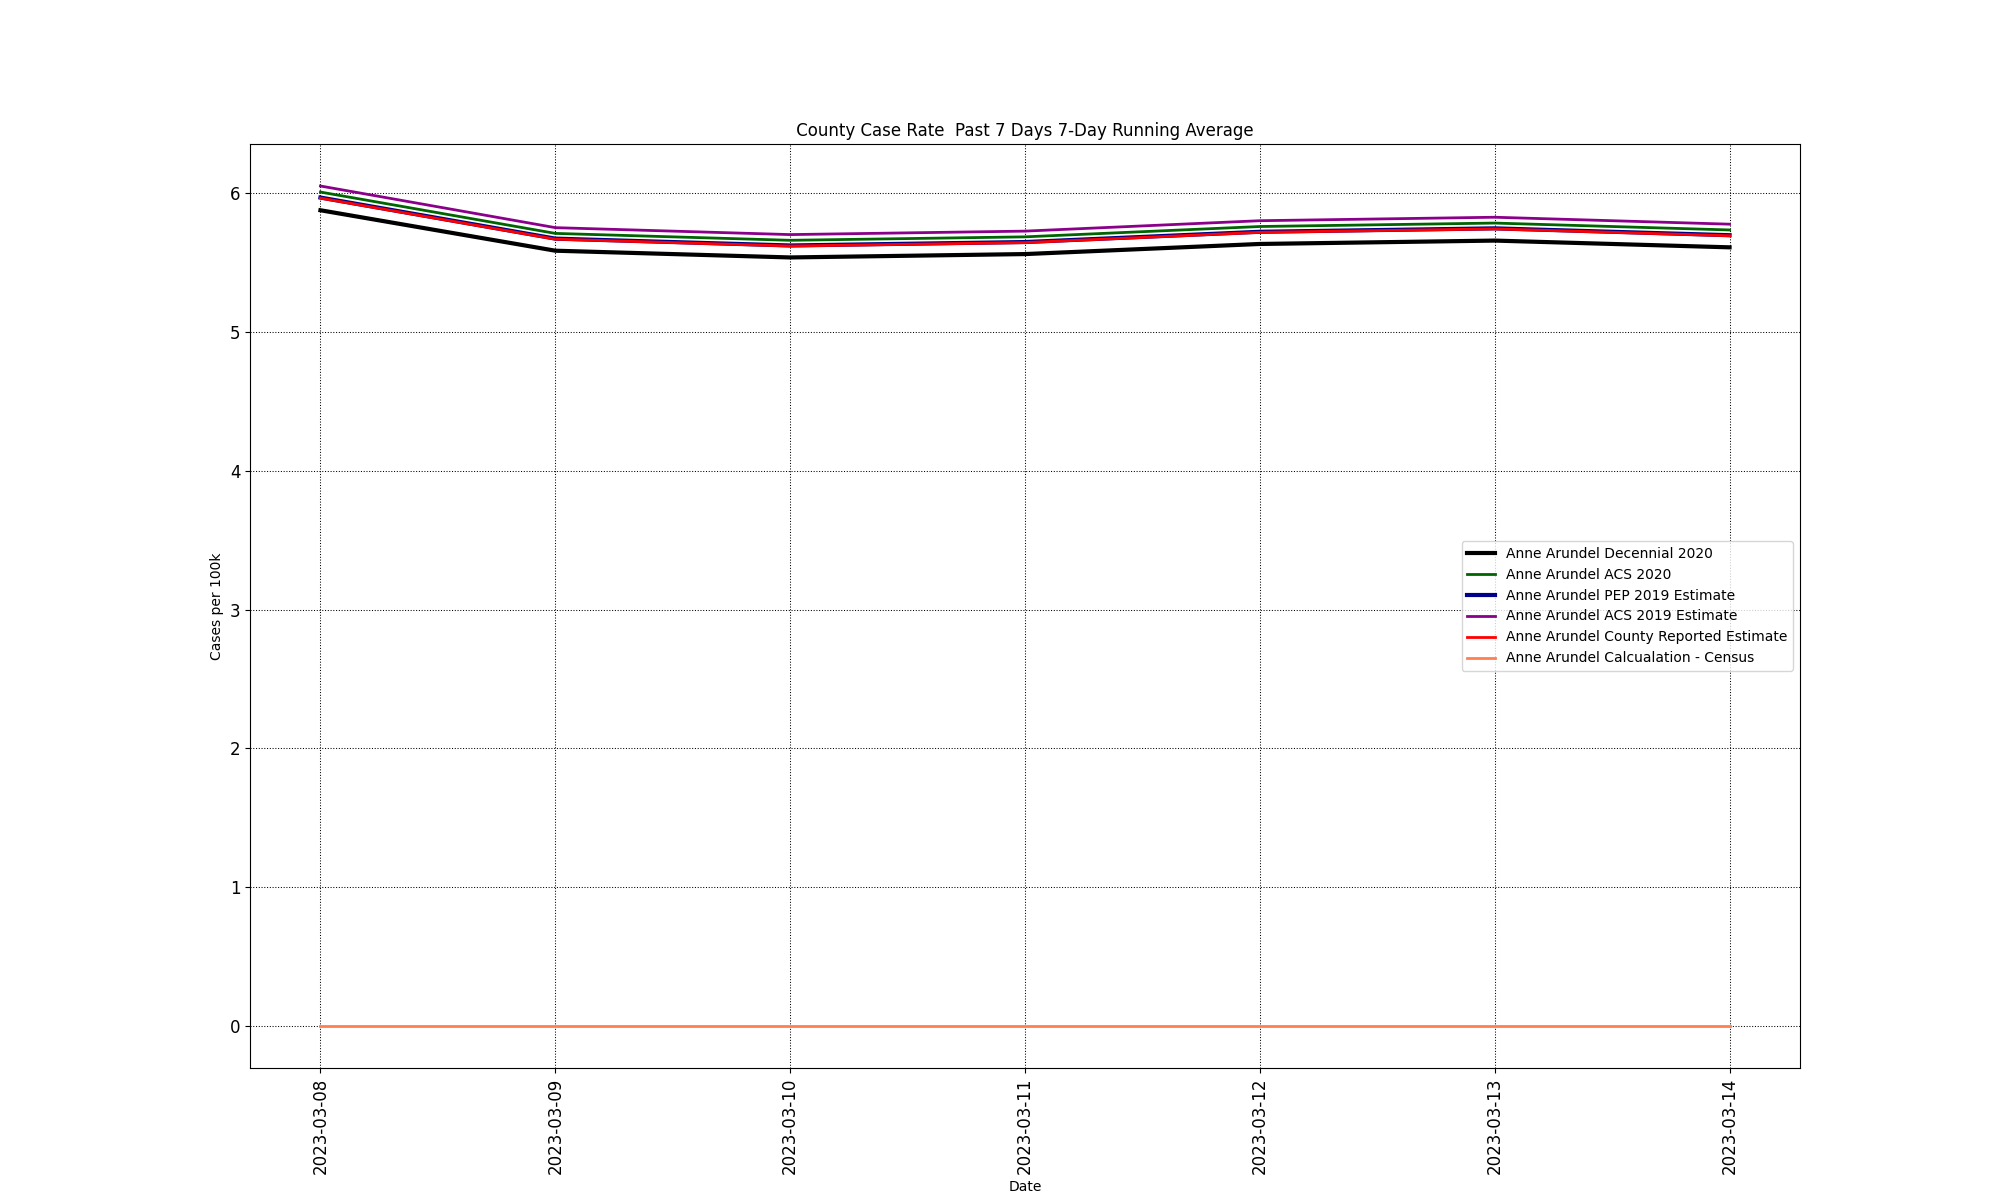 County Case Rate  Past 7 Days 7-Day Running Average
6
5
4
3
2
1
0
Cases per 100k
Anne Arundel Decennial 2020
Anne Arundel ACS 2020
Anne Arundel PEP 2019 Estimate
Anne Arundel ACS 2019 Estimate
Anne Arundel County Reported Estimate
Anne Arundel Calcualation - Census
2023-03-08
2023-03-09
2023-03-10
2023-03-11
2023-03-12
2023-03-13
2023-03-14
Date